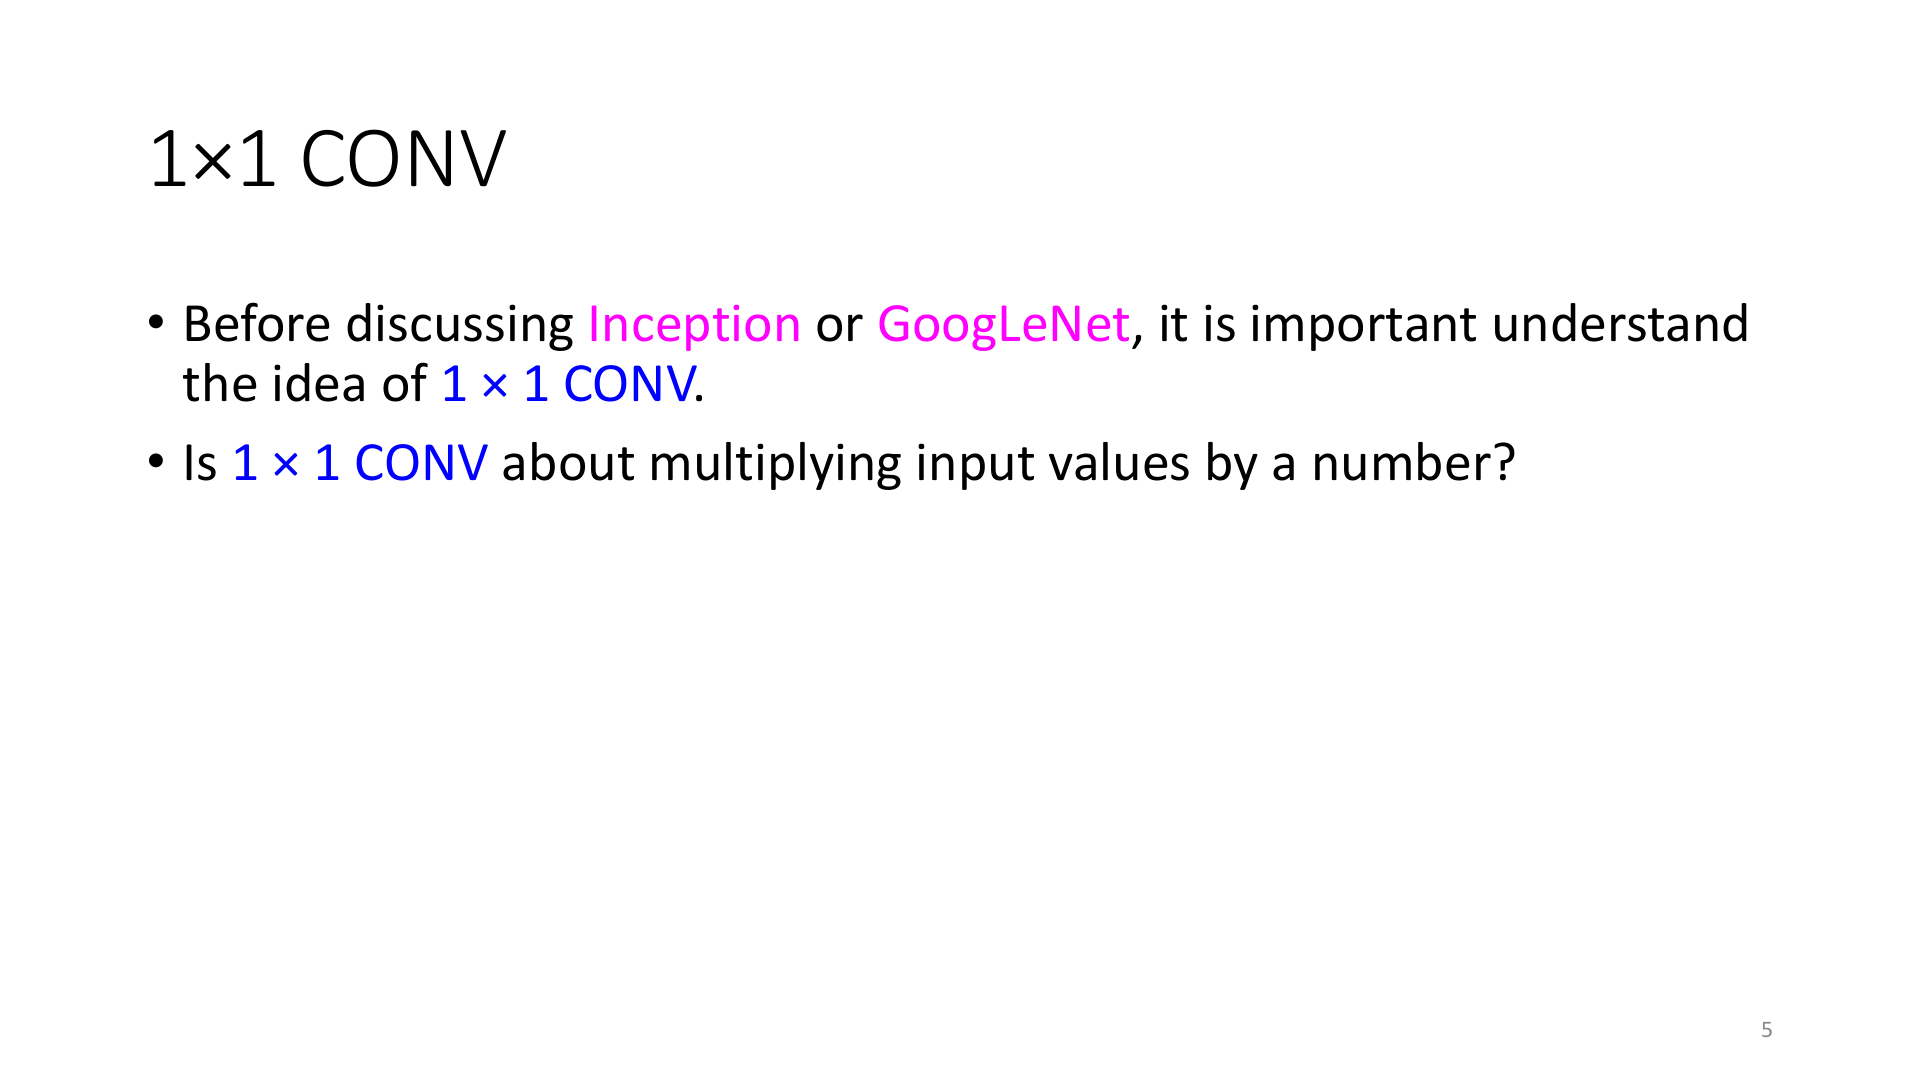 1×1 CONV
• Before discussing Inception or GoogLeNet, it is important understand
the idea of 1 × 1 CONV.
• Is 1 × 1 CONV about multiplying input values by a number?
5